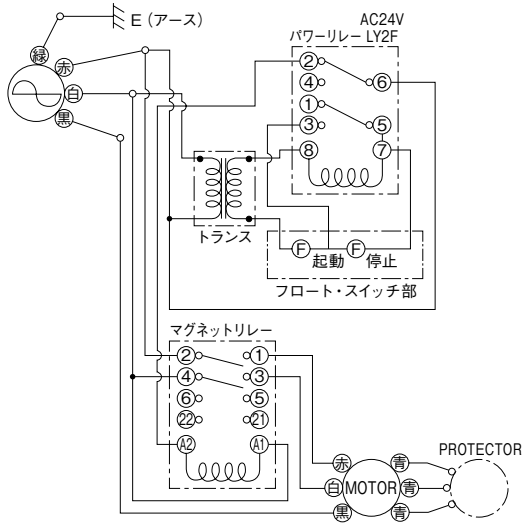 E（アース）
緑
赤
白
黒
AC24V
パワーリレー LY2F
2
4
6
1
3
5
8
7
トランス
F
起動
F
停止
フロート・スイッチ部
マグネットリレー
2
1
4
3
6
5
22
21
A2
A1
PROTECTOR
赤
青
白
MOTOR
青
黒
青